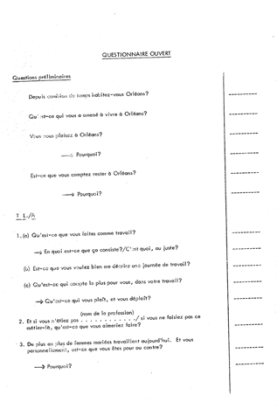 QUESTIONNAIRE OUVERT
Questions préliminaires
Depuis combien de temps habitez-vous Orléans?
Qu'est-ce qui vous a amené à vivre à Orléans?
Vous vous plaisez à Orléans?
→ Pourquoi?
Est-ce que vous comptez rester à Orléans?
→ Pourquoi?
1. (a) Qu'est-ce que vous faites comme travail?
→ En quoi est-ce que ça consiste?/C'est quoi, au juste?
(b) Est-ce que vous voulez bien me décrire une journée de travail?
(c) Qu'est-ce qui compte le plus pour vous, dans votre travail?
→ Qu'est-ce qui vous plaît, et vous déplaît?
(nom de la profession)
2. Et si vous n'étiez pas . . . . . . . . . . . . / si vous ne faisiez pas ce
métier-là, qu'est-ce que vous aimeriez faire?
3. De plus en plus de femmes mariées travaillent aujourd'hui. Et vous
personnellement, est-ce que vous êtes pour ou contre?
→ Pourquoi?